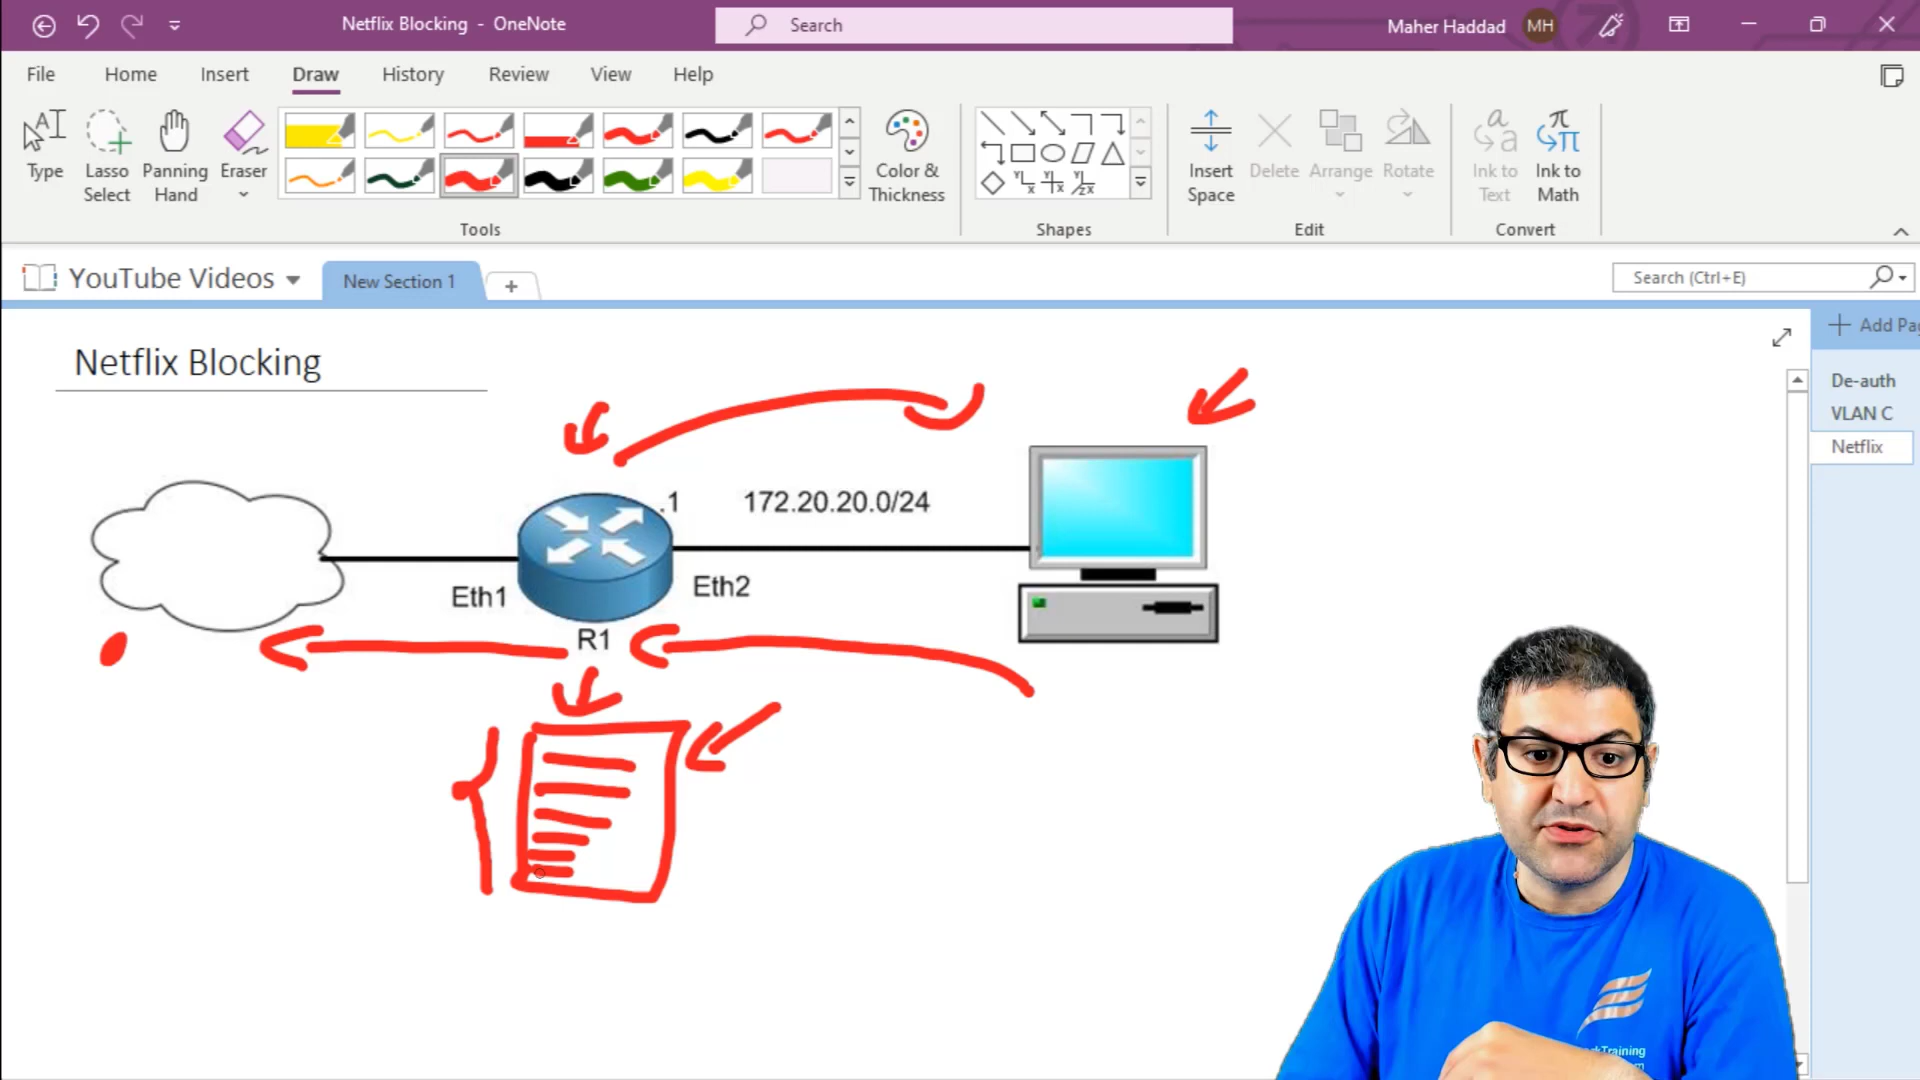 Netflix Blocking - OneNote
Search
Maher Haddad
MH
File
Home
Insert
Draw
History
Review
View
Help
Type
Lasso
Select
Panning
Hand
Eraser
Color &
Thickness
Insert
Space
Delete
Arrange
Rotate
Ink to
Text
Ink to
Math
Tools
Shapes
Edit
Convert
YouTube Videos
New Section 1
Search (Ctrl+E)
Add Pag
Netflix Blocking
De-auth
VLAN C
Netflix
.1
172.20.20.0/24
Eth1
Eth2
R1
rkTraining